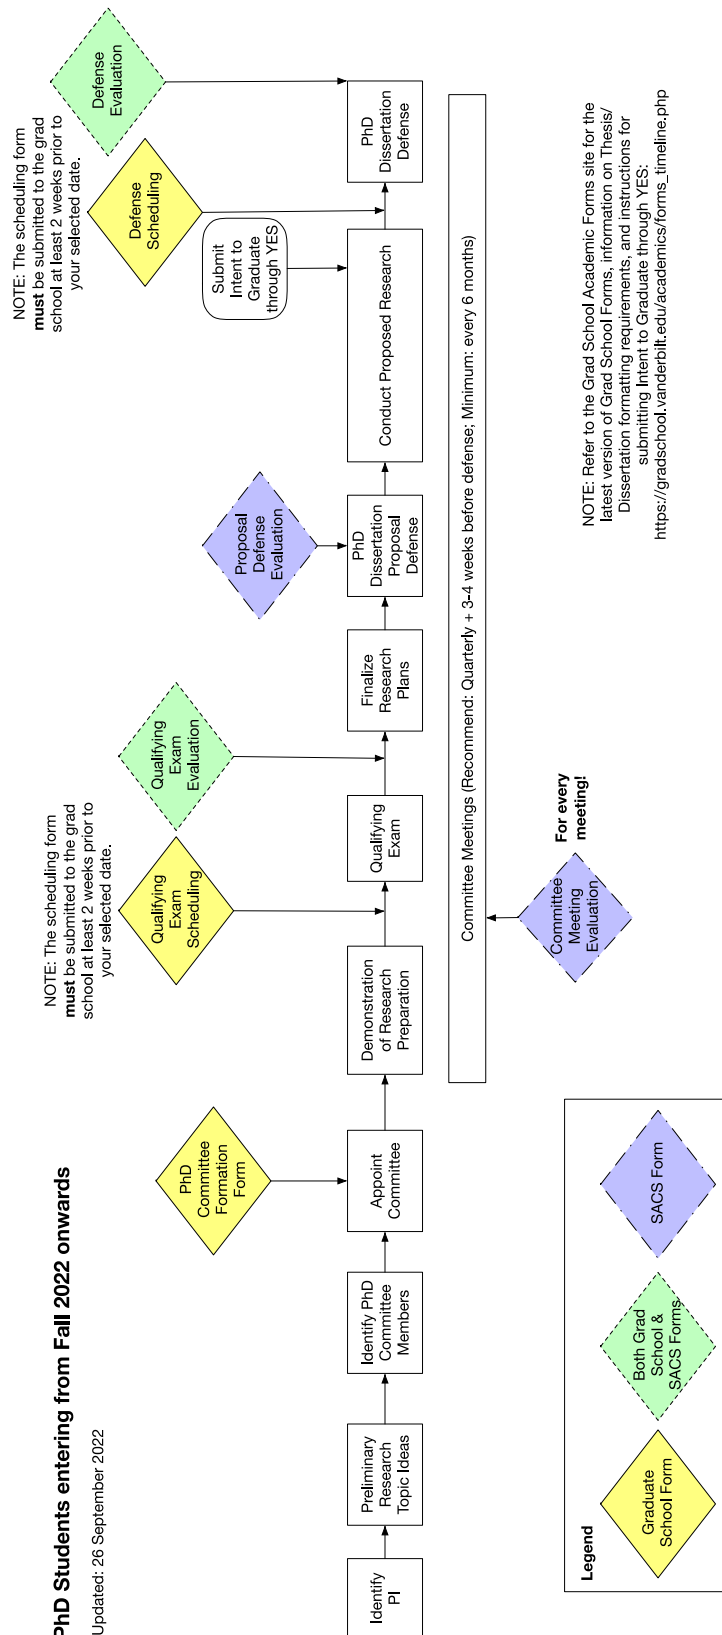 PhD Students entering from Fall 2022 onwards
Updated: 26 September 2022
NOTE: The scheduling form
must be submitted to the grad
school at least 2 weeks prior to
your selected date.
NOTE: The scheduling form
must be submitted to the grad
school at least 2 weeks prior to
your selected date.
PhD
Committee
Formation
Form
Qualifying
Exam
Scheduling
Qualifying
Exam
Evaluation
Proposal
Defense
Evaluation
Submit
Intent to
Graduate
through YES
Defense
Scheduling
Defense
Evaluation
Identify
PI
Preliminary
Research
Topic Ideas
Identify PhD
Committee
Members
Appoint
Committee
Demonstration
of Research
Preparation
Qualifying
Exam
Finalize
Research
Plans
PhD
Dissertation
Proposal
Defense
Conduct Proposed Research
PhD
Dissertation
Defense
Committee Meetings (Recommend: Quarterly + 3-4 weeks before defense; Minimum: every 6 months)
Committee
Meeting
Evaluation
For every
meeting!
NOTE: Refer to the Grad School Academic Forms site for the
latest version of Grad School Forms, information on Thesis/
Dissertation formatting requirements, and instructions for
submitting Intent to Graduate through YES:
https://gradschool.vanderbilt.edu/academics/forms_timeline.php
Legend
Graduate
School Form
Both Grad
School &
SACS Forms
SACS Form